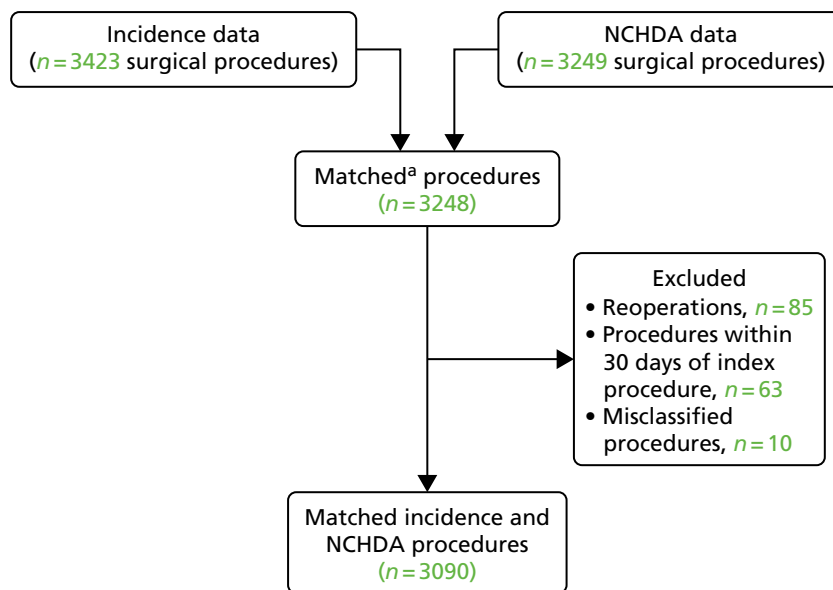 Incidence data
(n=3423 surgical procedures)
NCHDA data
(n=3249 surgical procedures)
Matchedᵃ procedures
(n=3248)
Excluded
• Reoperations, n=85
• Procedures within
30 days of index
procedure, n=63
• Misclassified
procedures, n=10
Matched incidence and
NCHDA procedures
(n=3090)